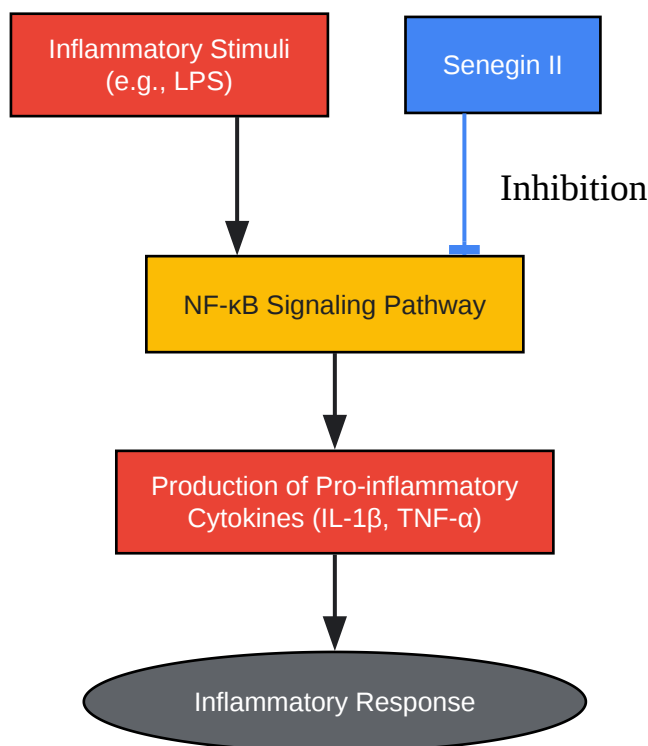 Inflammatory Stimuli
(e.g., LPS)
Senegin II
Inhibition
NF-κB Signaling Pathway
Production of Pro-inflammatory
Cytokines (IL-1β, TNF-α)
Inflammatory Response